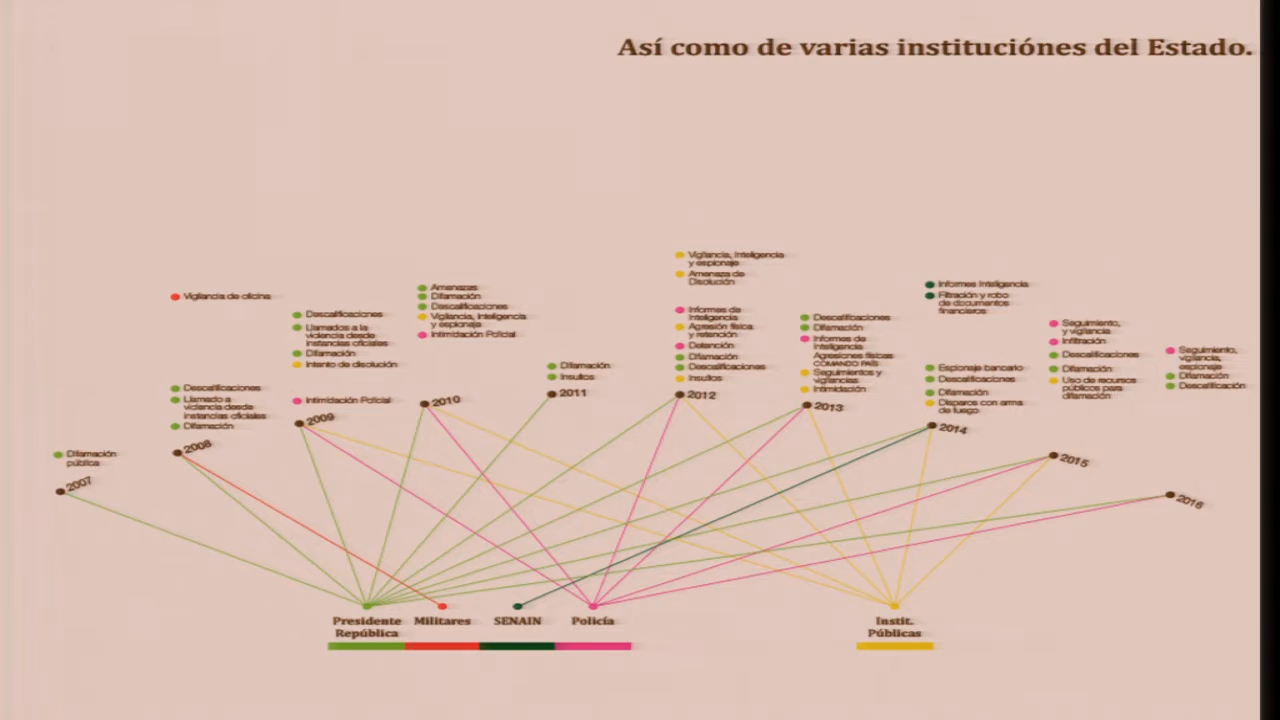 Así como de varias instituciónes del Estado.
Difamación
pública
2007
Vigilancia de oficina
Descalificaciones
Llamado a
violencia desde
instancias oficiales
Difamación
2008
Descalificaciones
Llamados a la
violencia desde
instancias oficiales
Difamación
Intento de disolución
Intimidación Policial
2009
Amenazas
Difamación
Descalificaciones
Vigilancia, Inteligencia
y espionaje
Intimidación Policial
2010
Difamación
Insultos
2011
Vigilancia, Inteligencia
y espionaje
Amenaza de
Disolución
Informes de
Inteligencia
Agresión física
y retención
Detención
Difamación
Descalificaciones
Insultos
2012
Descalificaciones
Difamación
Informes de
Inteligencia
Agresiones físicas
COMANDO PAÍS
Seguimientos y
vigilancias
Intimidación
2013
Informes Inteligencia
Filtración y robo
de documentos
financieros
Espionaje bancario
Descalificaciones
Difamación
Disparos con arma
de fuego
2014
Seguimiento,
y vigilancia
Infiltración
Descalificaciones
Difamación
Uso de recursos
públicos para
difamación
2015
Seguimiento,
vigilancia,
espionaje
Difamación
Descalificación
2016
Presidente
República
Militares
SENAIN
Policía
Instit.
Públicas